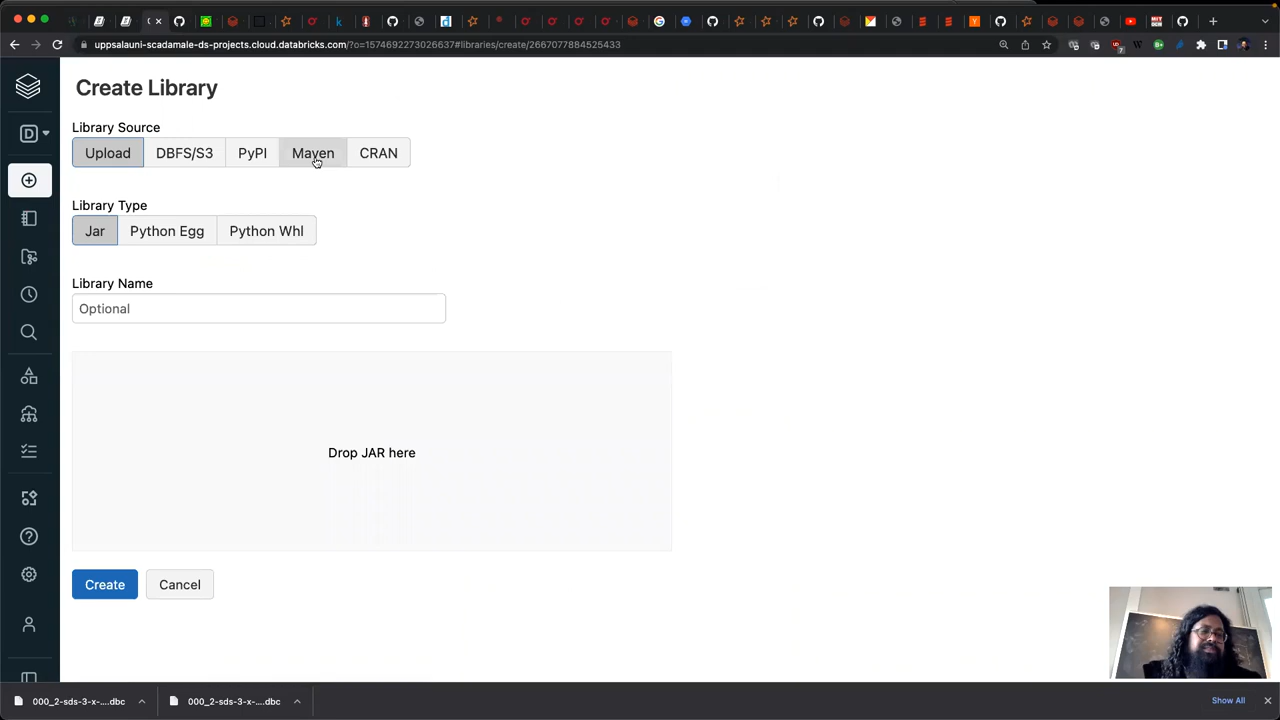 uppsalauni-scadamale-ds-projects.cloud.databricks.com/?o=1574692273026637#libraries/create/2667077884525433
Create Library
Library Source
Upload
DBFS/S3
PyPI
Maven
CRAN
D
Library Type
Jar
Python Egg
Python Whl
Library Name
Optional
Drop JAR here
Create
Cancel
000_2-sds-3-x-....dbc
000_2-sds-3-x-....dbc
Show All